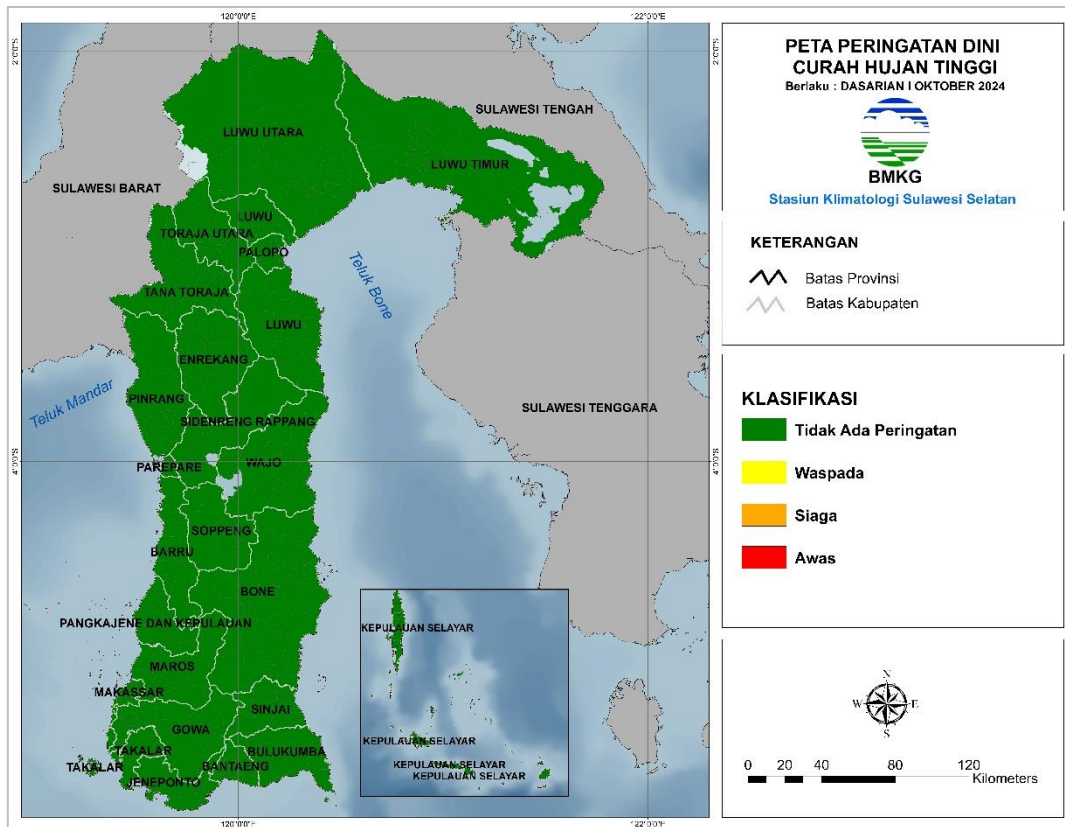 120°0'0"E
122°0'0"E
2°0'0"S
2°0'0"S
SULAWESI TENGAH
LUWU UTARA
LUWU TIMUR
SULAWESI BARAT
LUWU
TORAJA UTARA
PALOPO
TANA TORAJA
Teluk Bone
LUWU
ENREKANG
Teluk Mandar
PINRANG
SULAWESI TENGGARA
SIDENRENG RAPPANG
PAREPARE
WAJO
4°0'0"S
4°0'0"S
SOPPENG
BARRU
BONE
PANGKAJENE DAN KEPULAUAN
KEPULAUAN SELAYAR
MAROS
MAKASSAR
SINJAI
GOWA
KEPULAUAN SELAYAR
TAKALAR
BULUKUMBA
TAKALAR
BANTAENG
KEPULAUAN SELAYAR
KEPULAUAN SELAYAR
JENEPONTO
120°0'0"E
122°0'0"E
PETA PERINGATAN DINI
CURAH HUJAN TINGGI
Berlaku : DASARIAN I OKTOBER 2024
BMKG
Stasiun Klimatologi Sulawesi Selatan
KETERANGAN
Batas Provinsi
Batas Kabupaten
KLASIFIKASI
Tidak Ada Peringatan
Waspada
Siaga
Awas
N
W
E
S
0 20 40 80 120
Kilometers